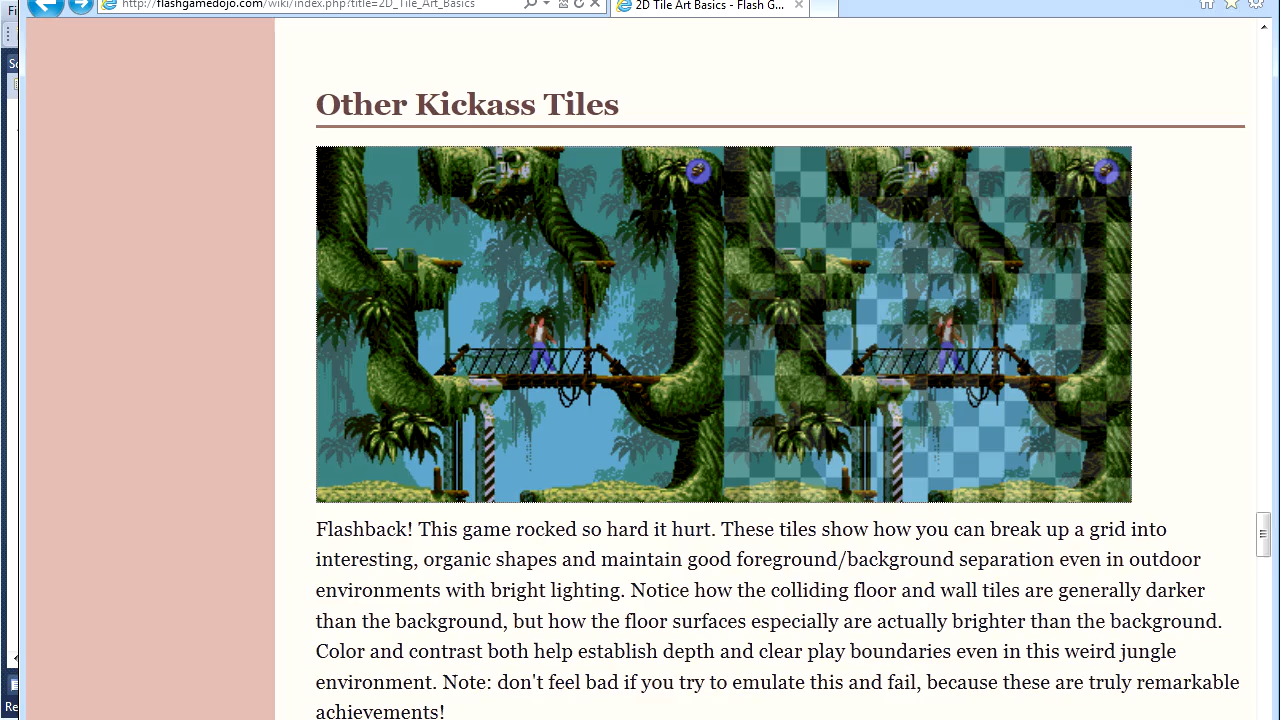 Fi
http://flashgamedojo.com/wiki/index.php?title=2D_Tile_Art_Basics
2D Tile Art Basics - Flash G...
Sc
Other Kickass Tiles
Flashback! This game rocked so hard it hurt. These tiles show how you can break up a grid into
interesting, organic shapes and maintain good foreground/background separation even in outdoor
environments with bright lighting. Notice how the colliding floor and wall tiles are generally darker
than the background, but how the floor surfaces especially are actually brighter than the background.
Color and contrast both help establish depth and clear play boundaries even in this weird jungle
environment. Note: don't feel bad if you try to emulate this and fail, because these are truly remarkable
achievements!
Re